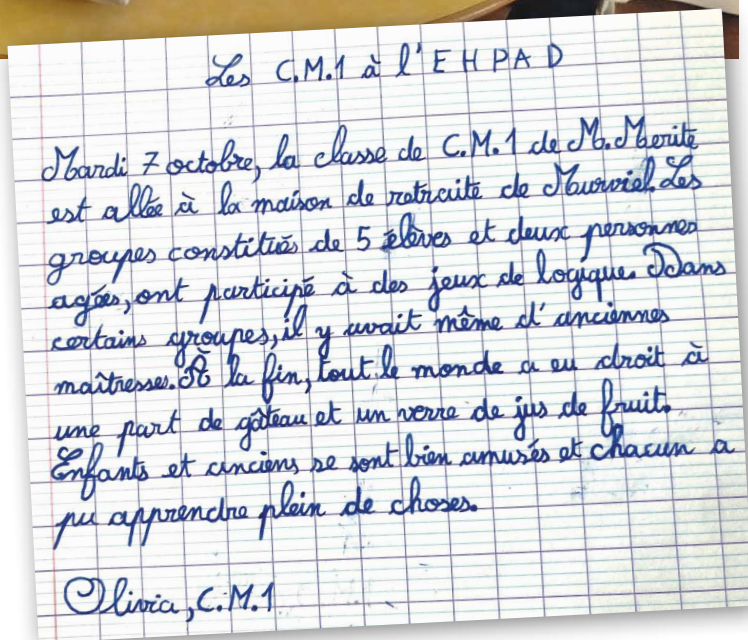 Les C.M.1 à l'EHPAD
Mardi 7 octobre, la classe de C.M.1 de M. Merite
est allée à la maison de retraite de Murviel. Les
groupes constitués de 5 élèves et deux personnes
agées, ont participé à des jeux de logique. Dans
certains groupes, il y avait même d'anciennes
maîtresses. À la fin, tout le monde a eu droit à
une part de gâteau et un verre de jus de fruit.
Enfants et anciens se sont bien amusés et chacun a
pu apprendre plein de choses.
Olivia, C.M.1